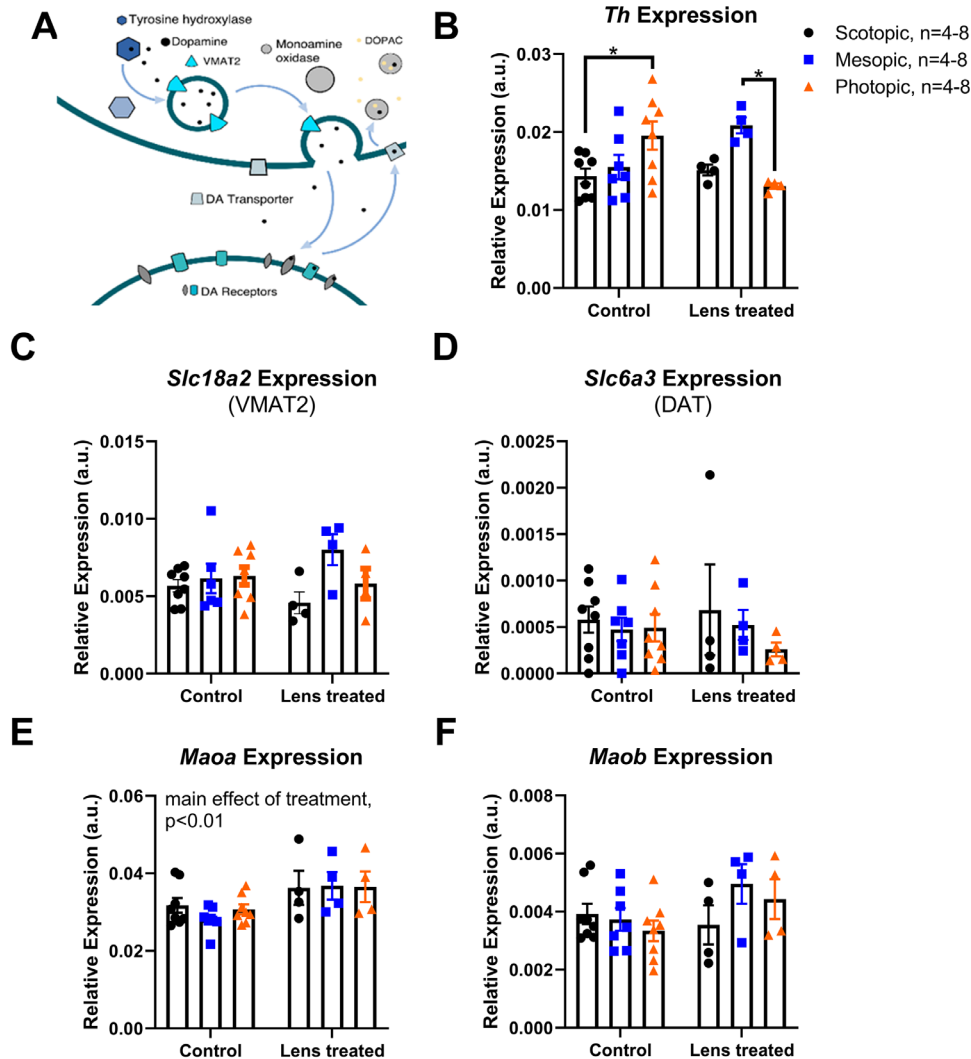 A
Tyrosine hydroxylase
Dopamine
VMAT2
Monoamine
oxidase
DOPAC
DA Transporter
DA Receptors
B
Th Expression
Relative Expression (a.u.)
0.03
0.02
0.01
0.00
*
*
Control
Lens treated
Scotopic, n=4-8
Mesopic, n=4-8
Photopic, n=4-8
C
Slc18a2 Expression
(VMAT2)
Relative Expression (a.u.)
0.015
0.010
0.005
0.000
Control
Lens treated
D
Slc6a3 Expression
(DAT)
Relative Expression (a.u.)
0.0025
0.0020
0.0015
0.0010
0.0005
0.0000
Control
Lens treated
E
Maoa Expression
main effect of treatment,
p<0.01
Relative Expression (a.u.)
0.06
0.04
0.02
0.00
Control
Lens treated
F
Maob Expression
Relative Expression (a.u.)
0.008
0.006
0.004
0.002
0.000
Control
Lens treated